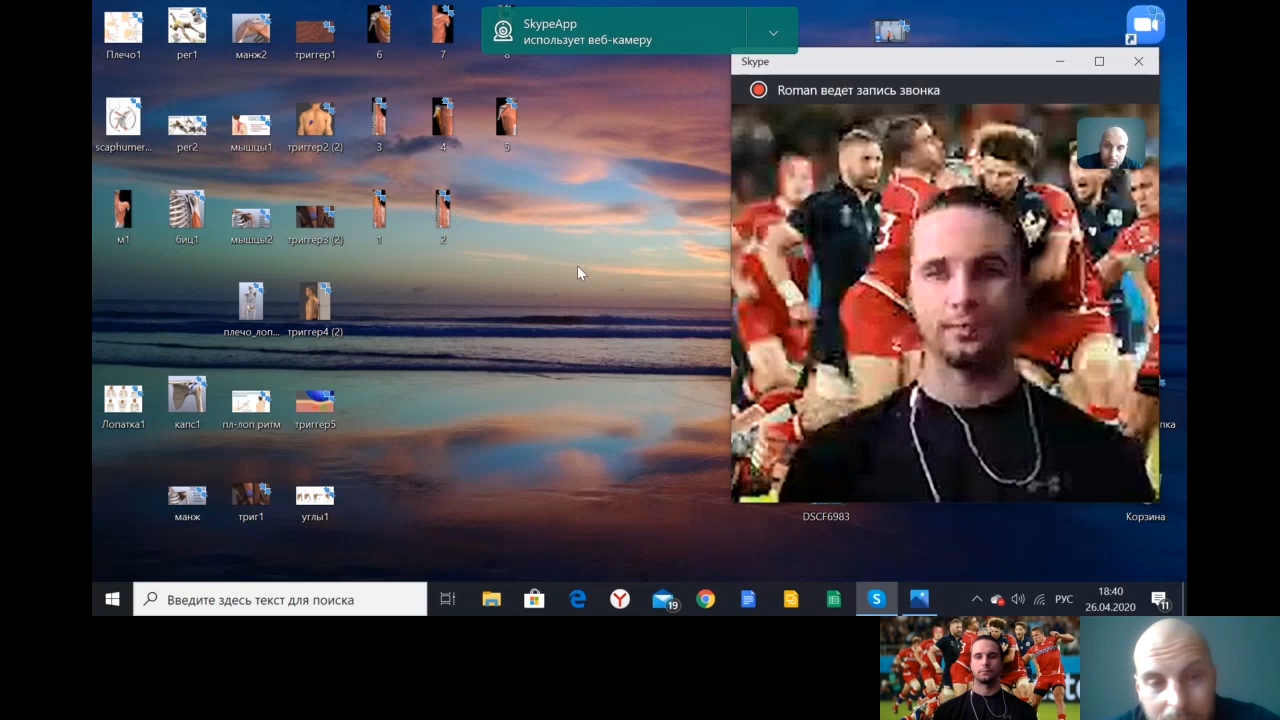 SkypeApp
использует веб-камеру
Плечо1
рег1
манж2
триггер1
6
7
8
Skype
Roman ведет запись звонка
scaphumer...
рег2
мышцы1
триггер2 (2)
3
4
5
3
м1
биц1
мышцы2
триггер3 (2)
1
2
плечо_лоп...
триггер4 (2)
Лопатка1
капс1
пл-лоп ритм
триггер5
пка
манж
триг1
углы1
DSCF6983
Корзина
Введите здесь текст для поиска
19
S
РУС
18:40
26.04.2020
11